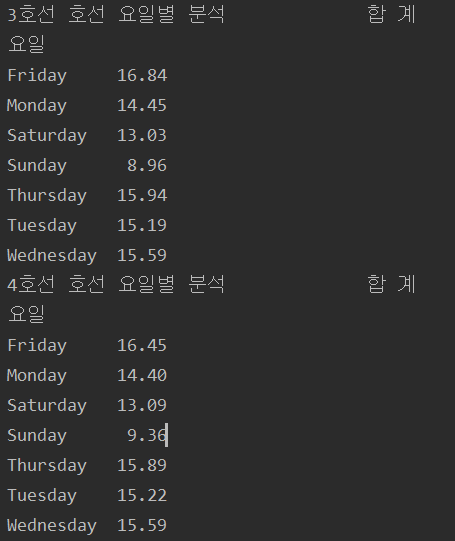 3호선 호선 요일별 분석 합 계
요일
Friday 16.84
Monday 14.45
Saturday 13.03
Sunday 8.96
Thursday 15.94
Tuesday 15.19
Wednesday 15.59
4호선 호선 요일별 분석 합 계
요일
Friday 16.45
Monday 14.40
Saturday 13.09
Sunday 9.36
Thursday 15.89
Tuesday 15.22
Wednesday 15.59